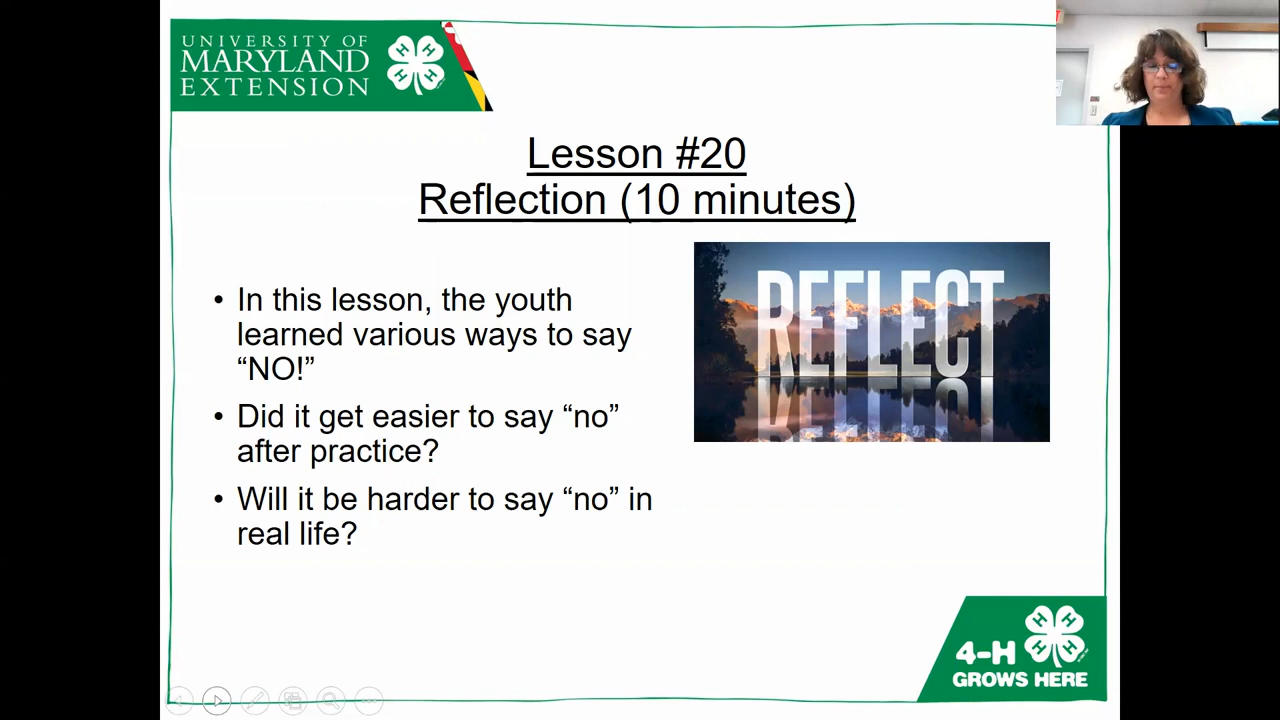 UNIVERSITY OF
MARYLAND
EXTENSION
Lesson #20
Reflection (10 minutes)
• In this lesson, the youth
learned various ways to say
“NO!”
• Did it get easier to say “no”
after practice?
• Will it be harder to say “no” in
real life?
REFLECT
4-H
GROWS HERE